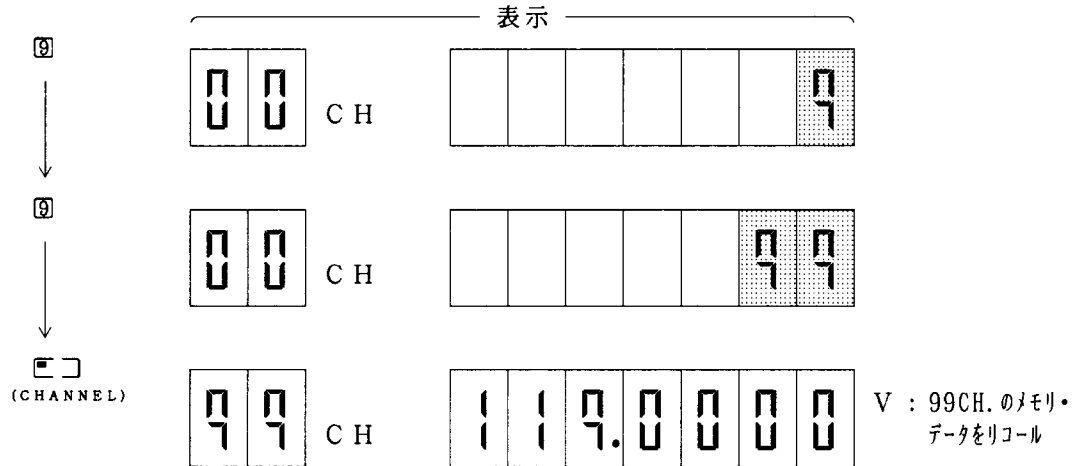 表示
9 00 CH 9
9 00 CH 99
(CHANNEL) 99 CH 119.0000 V : 99CH. のメモリ・
データをリコール